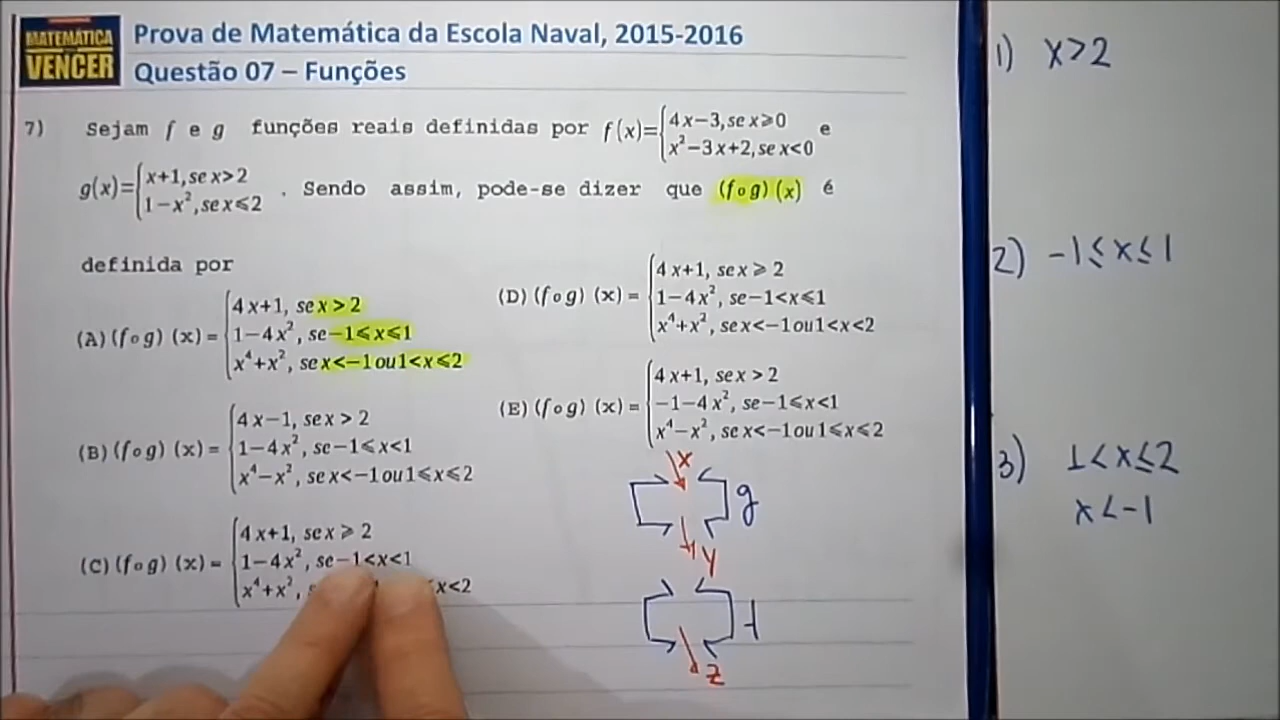 MATEMÁTICA
VENCER
Prova de Matemática da Escola Naval, 2015-2016
Questão 07 – Funções
7) Sejam f e g funções reais definidas por f(x)={4x−3, se x⩾0
x²−3x+2, se x<0 e
g(x)={x+1, se x>2
1−x², se x⩽2 . Sendo assim, pode-se dizer que (f∘g)(x) é
definida por
(A) (f∘g) (x) = {4x+1, se x > 2
1−4x², se −1⩽x⩽1
x⁴+x², se x<−1 ou 1<x⩽2
(B) (f∘g) (x) = {4x−1, se x > 2
1−4x², se −1⩽x<1
x⁴−x², se x<−1 ou 1⩽x⩽2
(C) (f∘g) (x) = {4x+1, se x ⩾ 2
1−4x², se −1<x<1
x⁴+x², x<2
(D) (f∘g) (x) = {4x+1, se x ⩾ 2
1−4x², se −1<x⩽1
x⁴+x², se x<−1 ou 1<x<2
(E) (f∘g) (x) = {4x+1, se x > 2
−1−4x², se −1⩽x<1
x⁴−x², se x<−1 ou 1⩽x⩽2
x
g
y
f
z
1) x>2
2) -1≤x≤1
3) 1<x≤2
x<-1